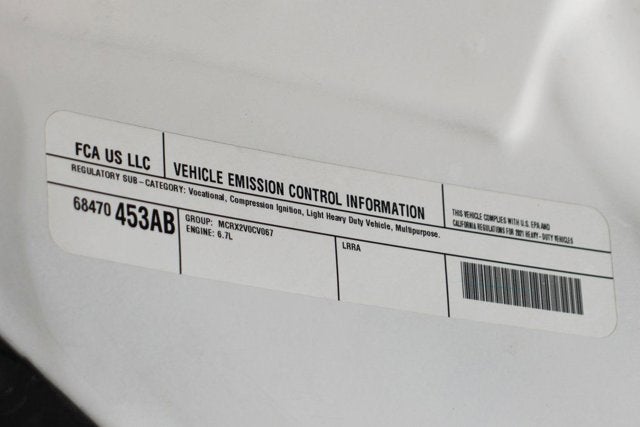 FCA US LLC
VEHICLE EMISSION CONTROL INFORMATION
THIS VEHICLE COMPLIES WITH U.S. EPA AND
CALIFORNIA REGULATIONS FOR 2021 HEAVY-DUTY VEHICLES
REGULATORY SUB-CATEGORY: Vocational, Compression Ignition, Light Heavy Duty Vehicle, Multipurpose.
68470 453AB
GROUP: MCRX2VOCV067
ENGINE: 6.7L
LRRA